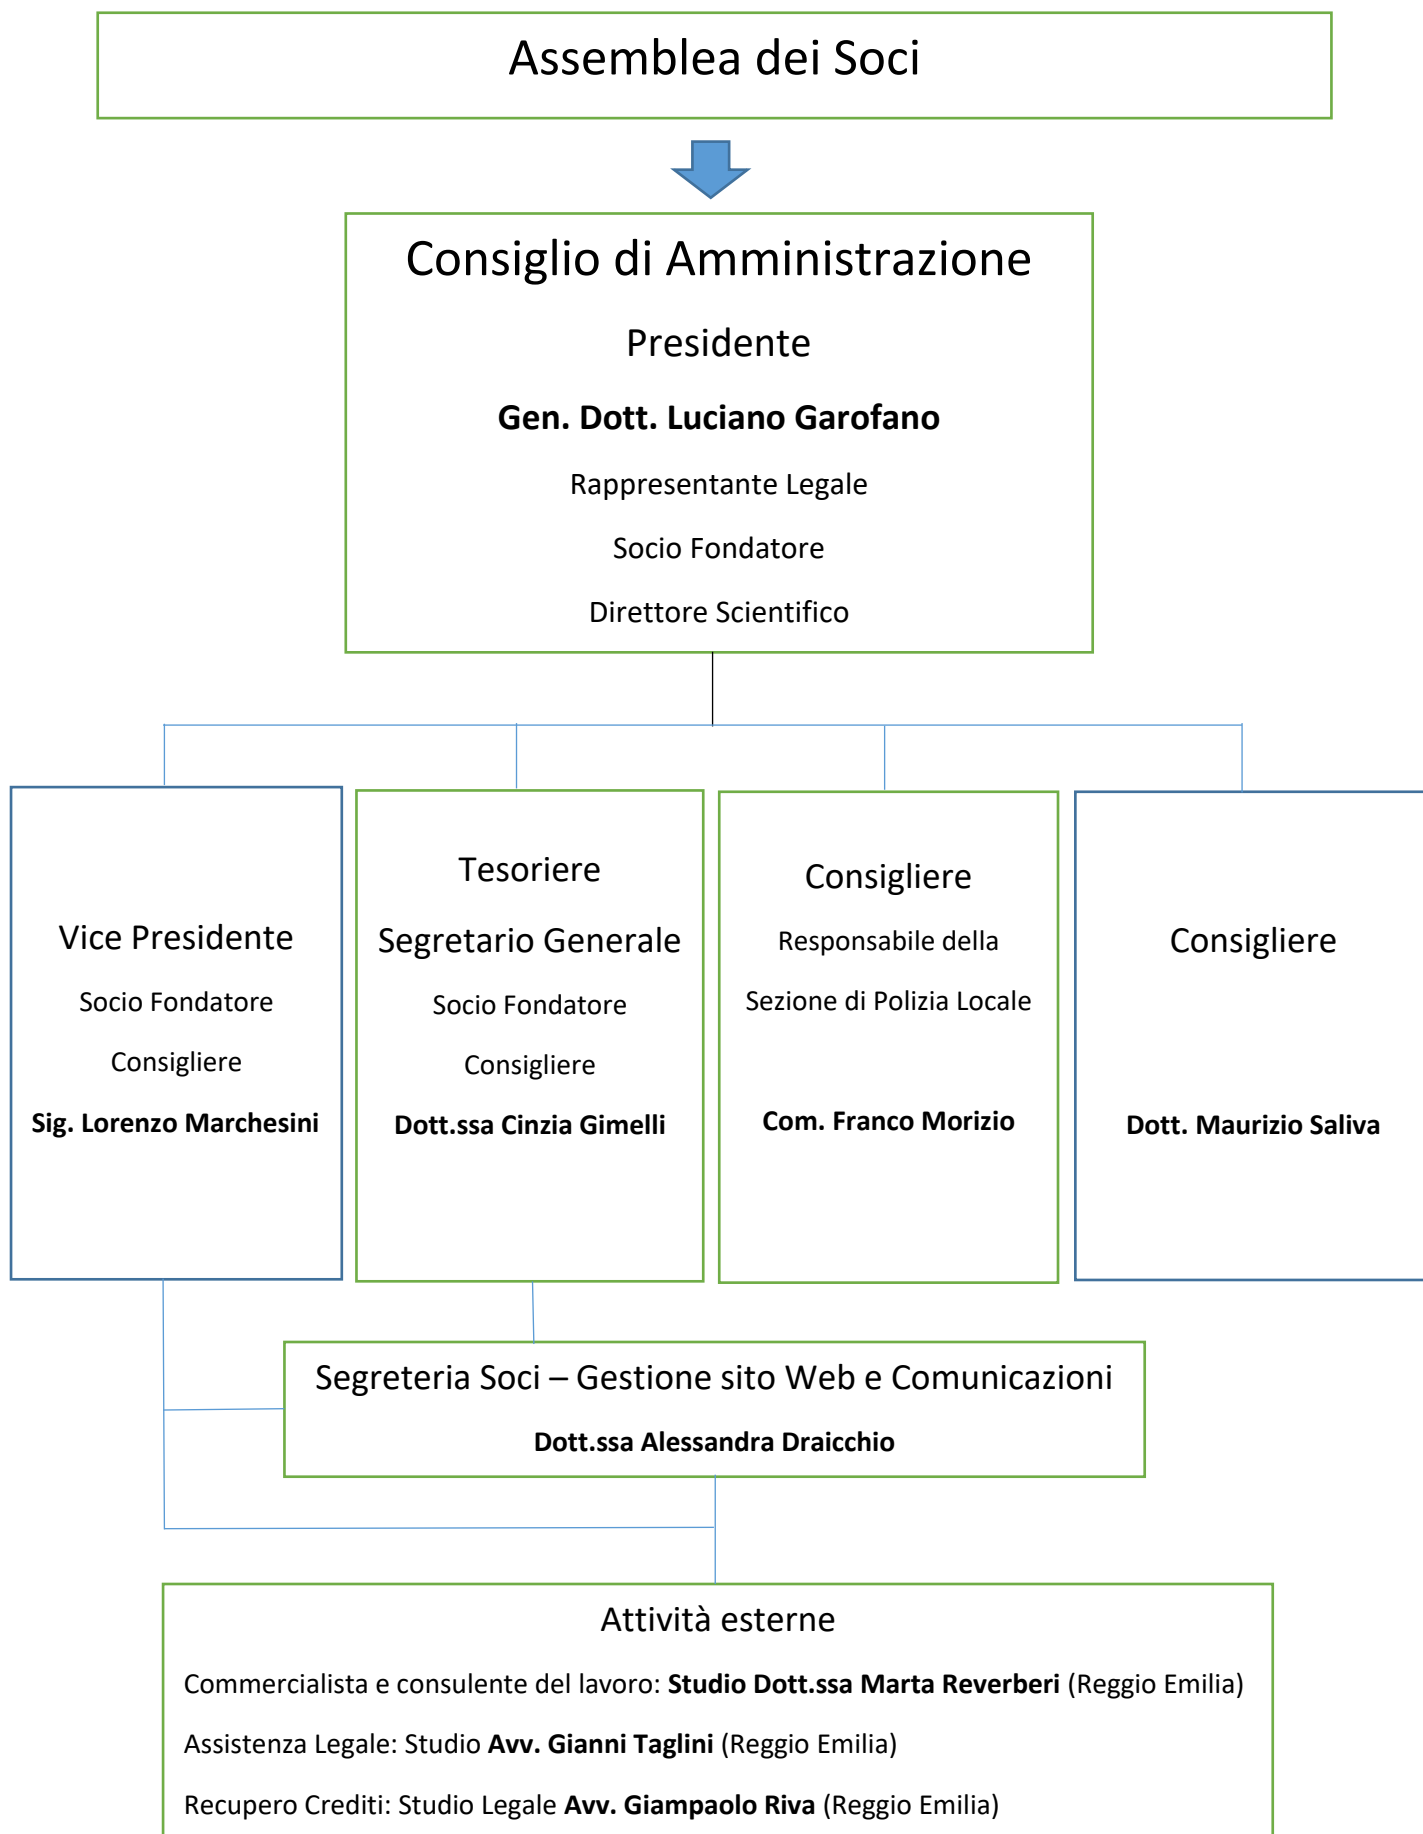 Assemblea dei Soci
Consiglio di Amministrazione
Presidente
Gen. Dott. Luciano Garofano
Rappresentante Legale
Socio Fondatore
Direttore Scientifico
Vice Presidente
Socio Fondatore
Consigliere
Sig. Lorenzo Marchesini
Tesoriere
Segretario Generale
Socio Fondatore
Consigliere
Dott.ssa Cinzia Gimelli
Consigliere
Responsabile della
Sezione di Polizia Locale
Com. Franco Morizio
Consigliere
Dott. Maurizio Saliva
Segreteria Soci – Gestione sito Web e Comunicazioni
Dott.ssa Alessandra Draicchio
Attività esterne
Commercialista e consulente del lavoro: Studio Dott.ssa Marta Reverberi (Reggio Emilia)
Assistenza Legale: Studio Avv. Gianni Taglini (Reggio Emilia)
Recupero Crediti: Studio Legale Avv. Giampaolo Riva (Reggio Emilia)